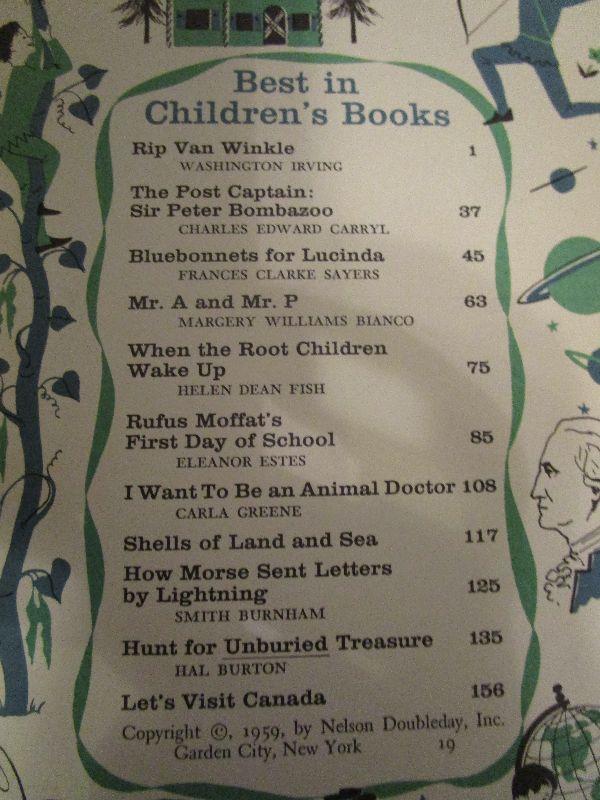 Best in
Children's Books
Rip Van Winkle 1
WASHINGTON IRVING
The Post Captain:
Sir Peter Bombazoo 37
CHARLES EDWARD CARRYL
Bluebonnets for Lucinda 45
FRANCES CLARKE SAYERS
Mr. A and Mr. P 63
MARGERY WILLIAMS BIANCO
When the Root Children
Wake Up 75
HELEN DEAN FISH
Rufus Moffat's
First Day of School 85
ELEANOR ESTES
I Want To Be an Animal Doctor 108
CARLA GREENE
Shells of Land and Sea 117
How Morse Sent Letters
by Lightning 125
SMITH BURNHAM
Hunt for Unburied Treasure 135
HAL BURTON
Let's Visit Canada 156
Copyright ©, 1959, by Nelson Doubleday, Inc.
Garden City, New York 19